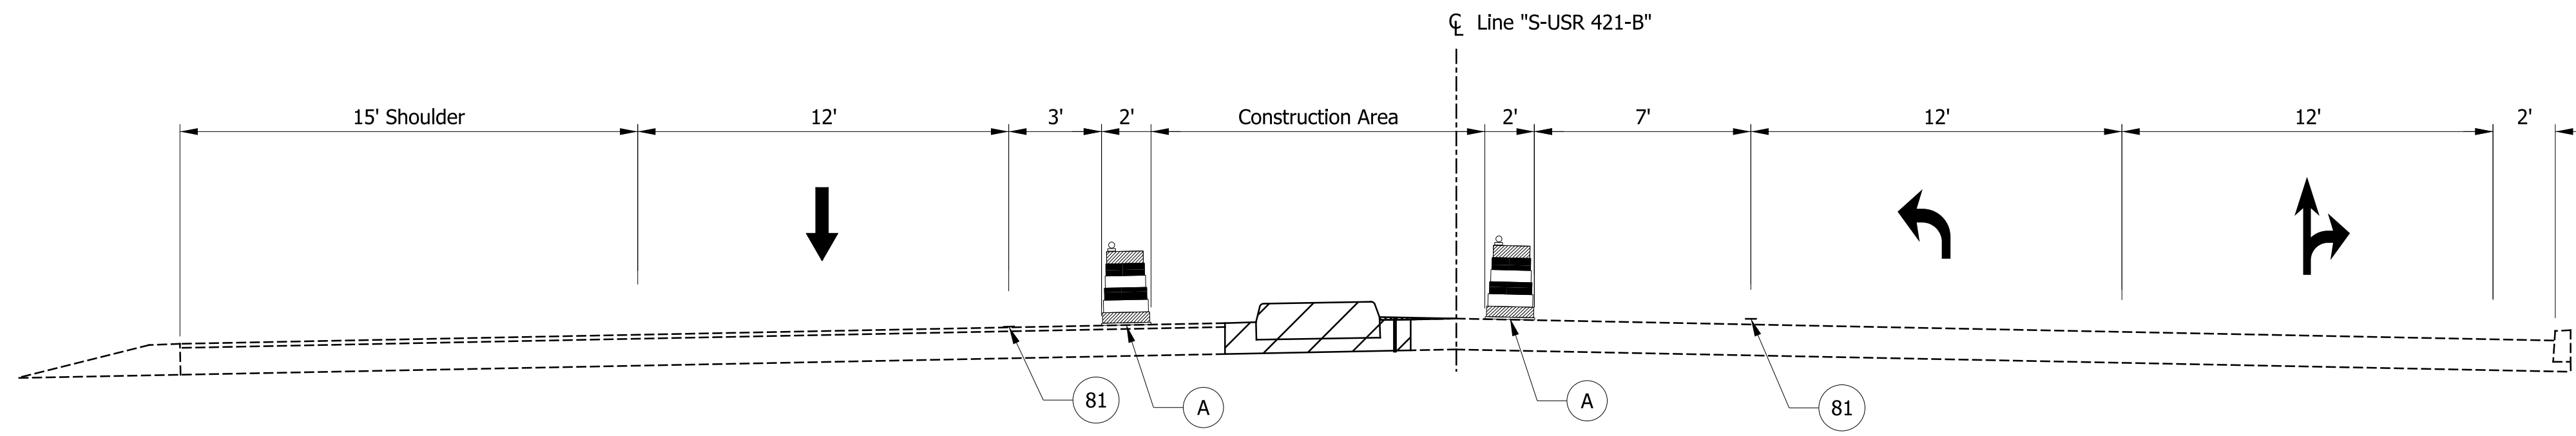 ℄ Line "S-USR 421-B"
15' Shoulder 12' 3' 2' Construction Area 2' 7' 12' 12' 2'
81 A A 81